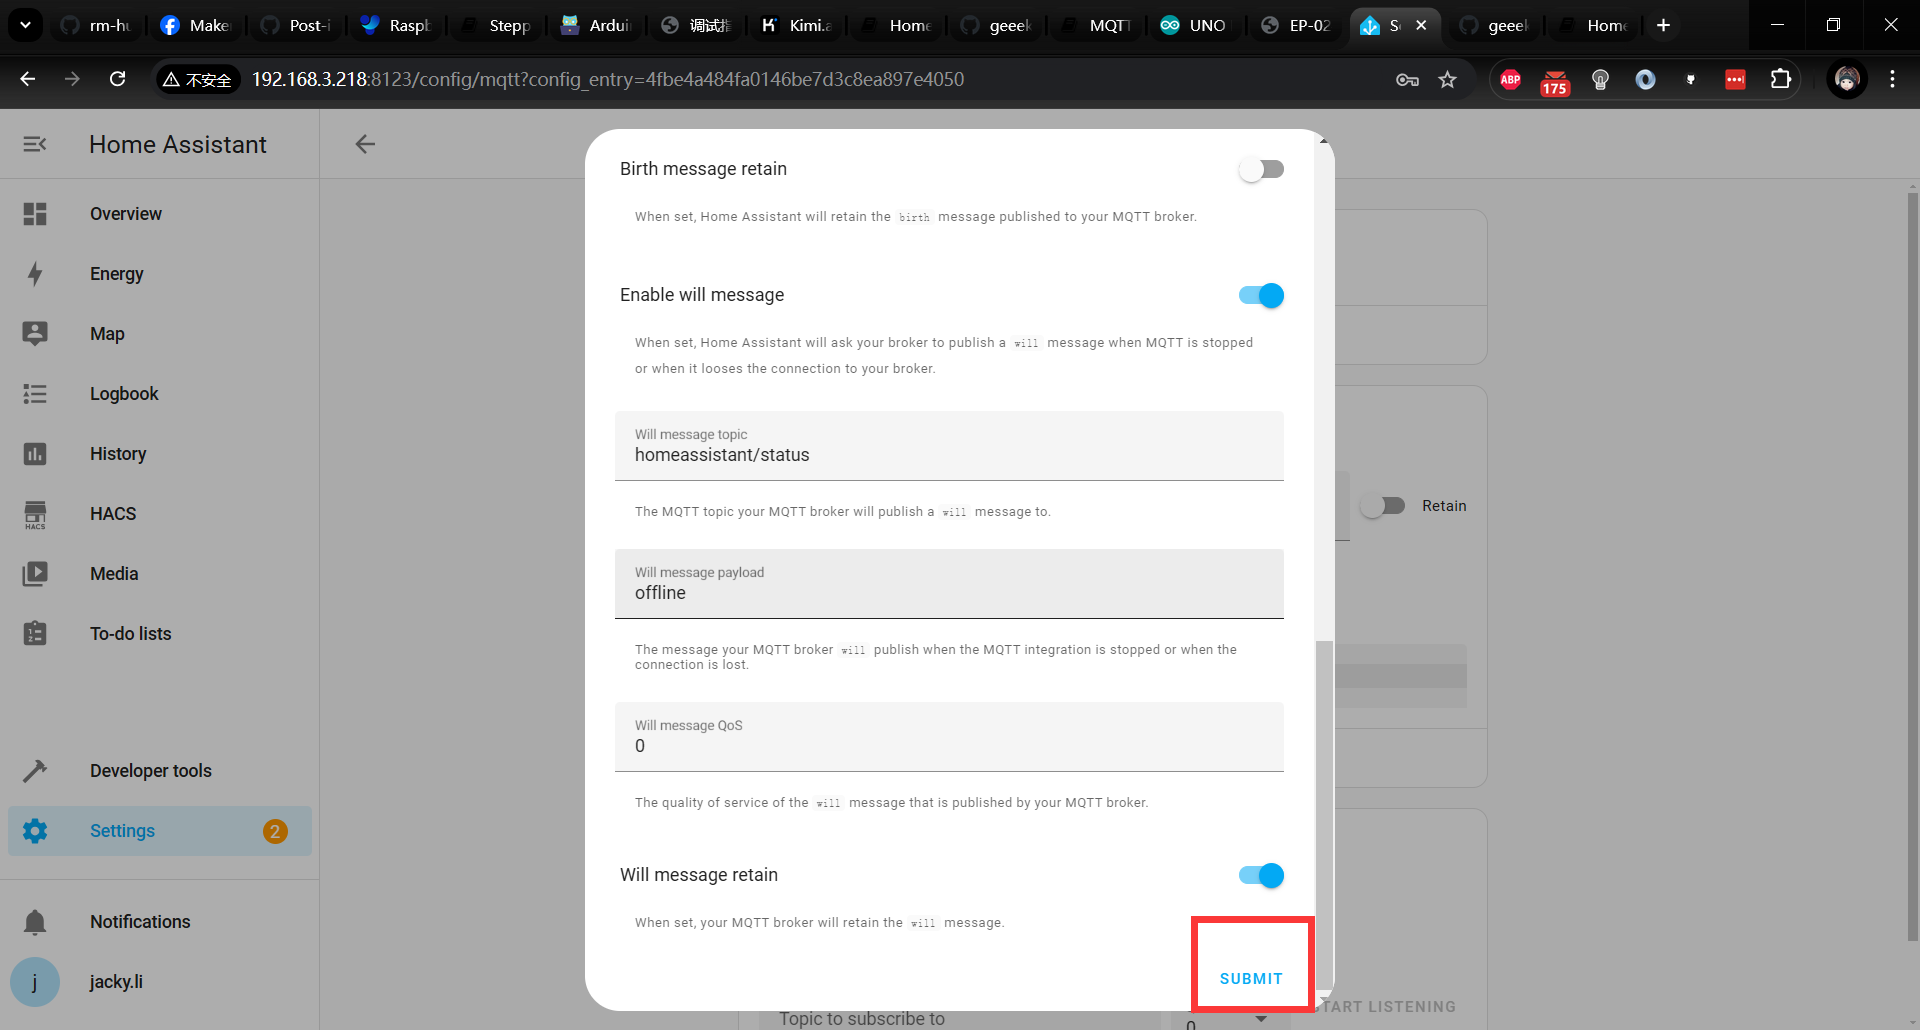 rm-hu
Maker
Post-i
Raspb
Stepp
Ardui
调试指
Kimi.a
Home
geeek
MQTT
UNO
EP-02
S
geeek
Home
不安全
192.168.3.218:8123/config/mqtt?config_entry=4fbe4a484fa0146be7d3c8ea897e4050
ABP
175
Home Assistant
Overview
Energy
Map
Logbook
History
HACS
HACS
Media
To-do lists
Developer tools
Settings
2
Notifications
j
jacky.li
Birth message retain
When set, Home Assistant will retain the birth message published to your MQTT broker.
Enable will message
When set, Home Assistant will ask your broker to publish a will message when MQTT is stopped
or when it looses the connection to your broker.
Will message topic
homeassistant/status
The MQTT topic your MQTT broker will publish a will message to.
Will message payload
offline
The message your MQTT broker will publish when the MQTT integration is stopped or when the
connection is lost.
Will message QoS
0
The quality of service of the will message that is published by your MQTT broker.
Will message retain
When set, your MQTT broker will retain the will message.
SUBMIT
Retain
START LISTENING
Topic to subscribe to
0